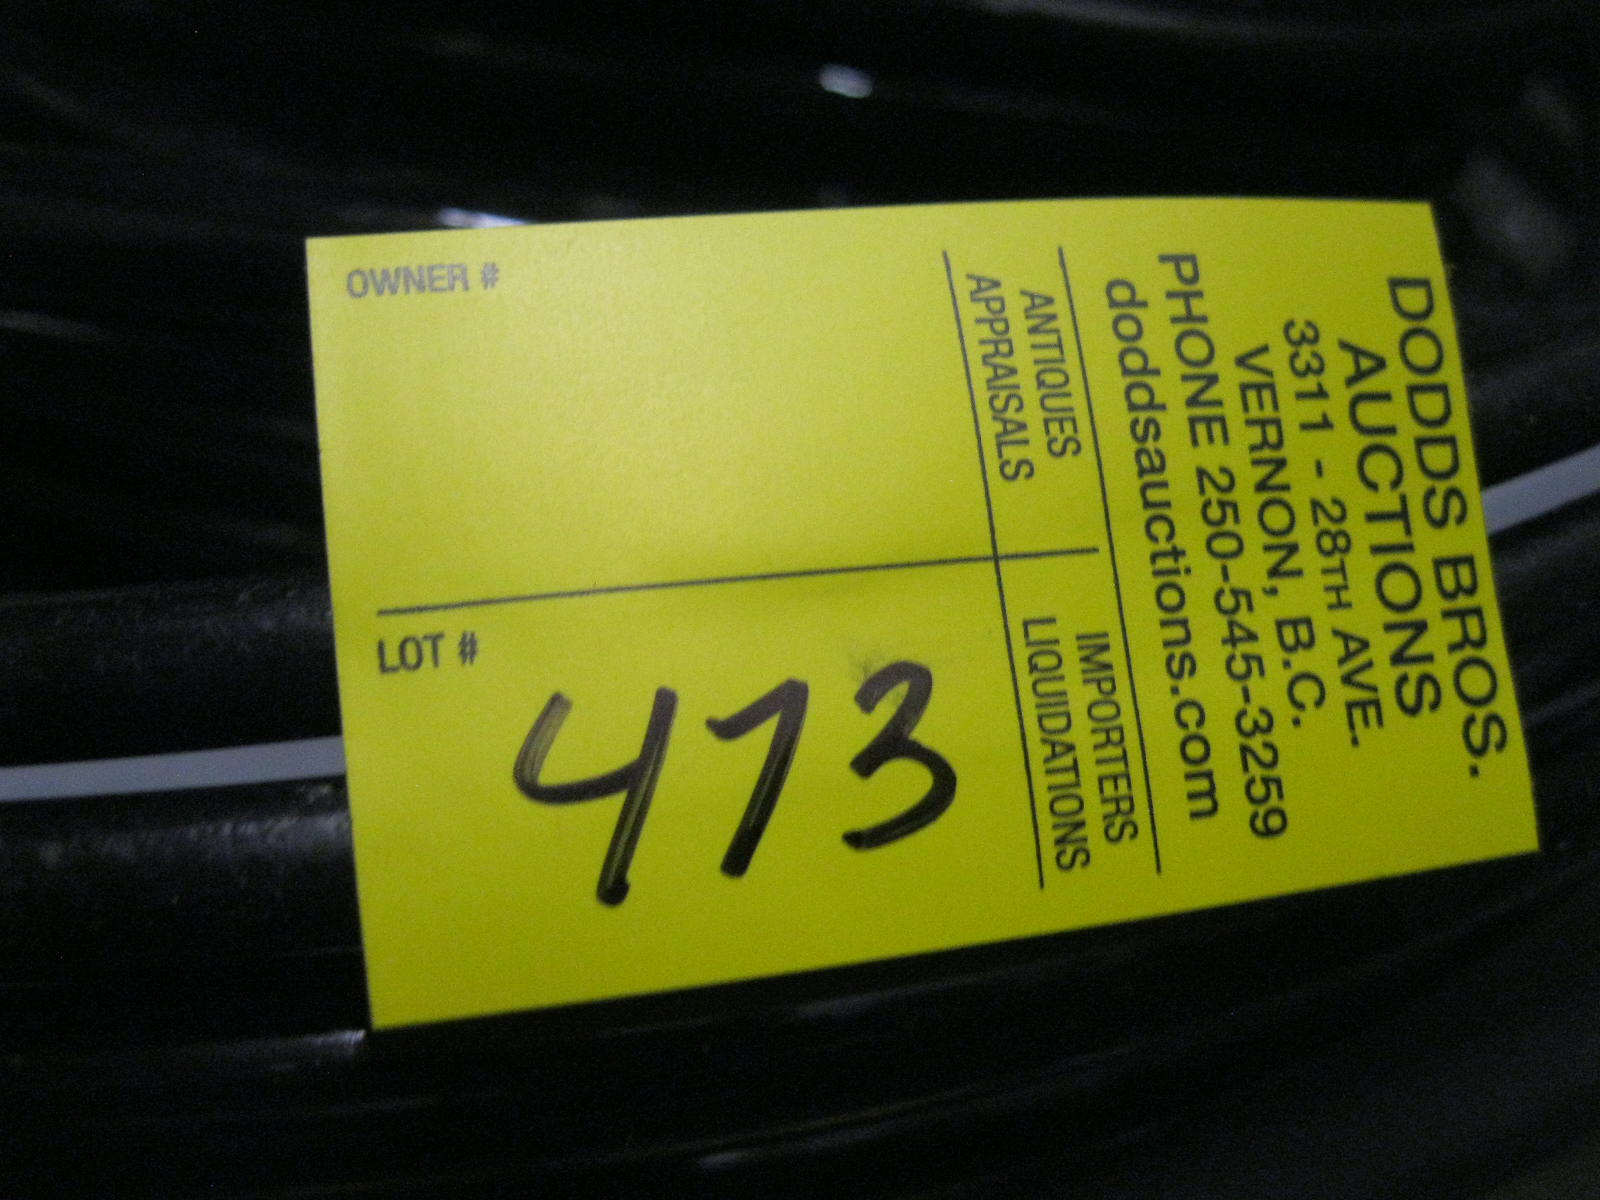 DODDS BROS.
AUCTIONS
3311 - 28TH AVE.
VERNON, B.C.
PHONE 250-545-3259
doddsauctions.com
ANTIQUES IMPORTERS
APPRAISALS LIQUIDATIONS
OWNER #
LOT #
473